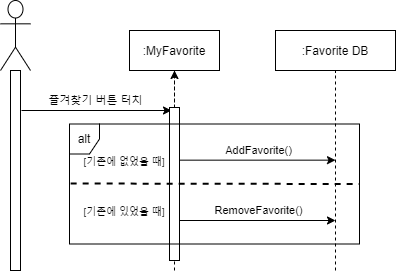 :MyFavorite
:Favorite DB
즐겨찾기 버튼 터치
alt
AddFavorite()
[기존에 없었을 때]
RemoveFavorite()
[기존에 있었을 때]